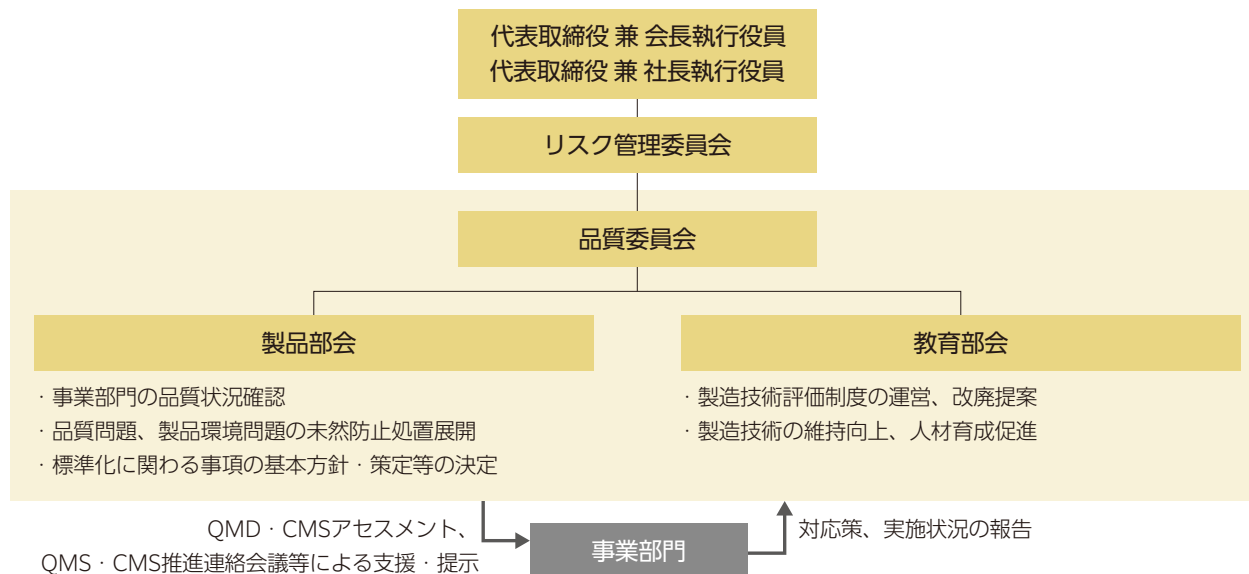 代表取締役 兼 会長執行役員
代表取締役 兼 社長執行役員
リスク管理委員会
品質委員会
製品部会
・事業部門の品質状況確認
・品質問題、製品環境問題の未然防止処置展開
・標準化に関わる事項の基本方針・策定等の決定
教育部会
・製造技術評価制度の運営、改廃提案
・製造技術の維持向上、人材育成促進
QMD・CMSアセスメント、
QMS・CMS推進連絡会議等による支援・提示
事業部門
対応策、実施状況の報告